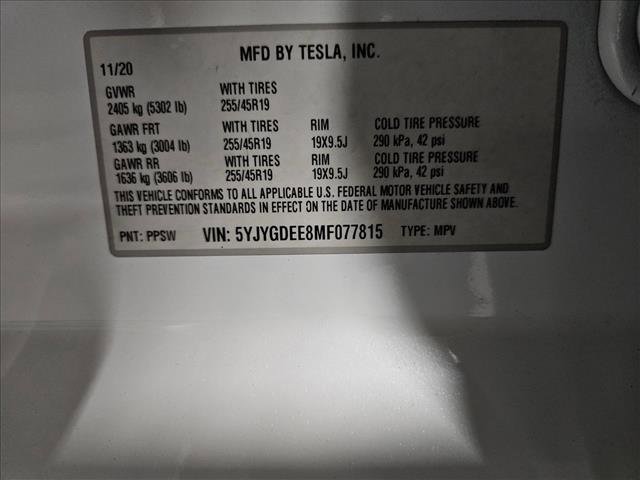 MFD BY TESLA, INC.
11/20
GVWR WITH TIRES
2405 kg (5302 lb) 255/45R19
GAWR FRT WITH TIRES RIM COLD TIRE PRESSURE
1363 kg (3004 lb) 255/45R19 19X9.5J 290 kPa, 42 psi
GAWR RR WITH TIRES RIM COLD TIRE PRESSURE
1636 kg (3606 lb) 255/45R19 19X9.5J 290 kPa, 42 psi
THIS VEHICLE CONFORMS TO ALL APPLICABLE U.S. FEDERAL MOTOR VEHICLE SAFETY AND
THEFT PREVENTION STANDARDS IN EFFECT ON THE DATE OF MANUFACTURE SHOWN ABOVE.
PNT: PPSW VIN: 5YJYGDEE8MF077815 TYPE: MPV